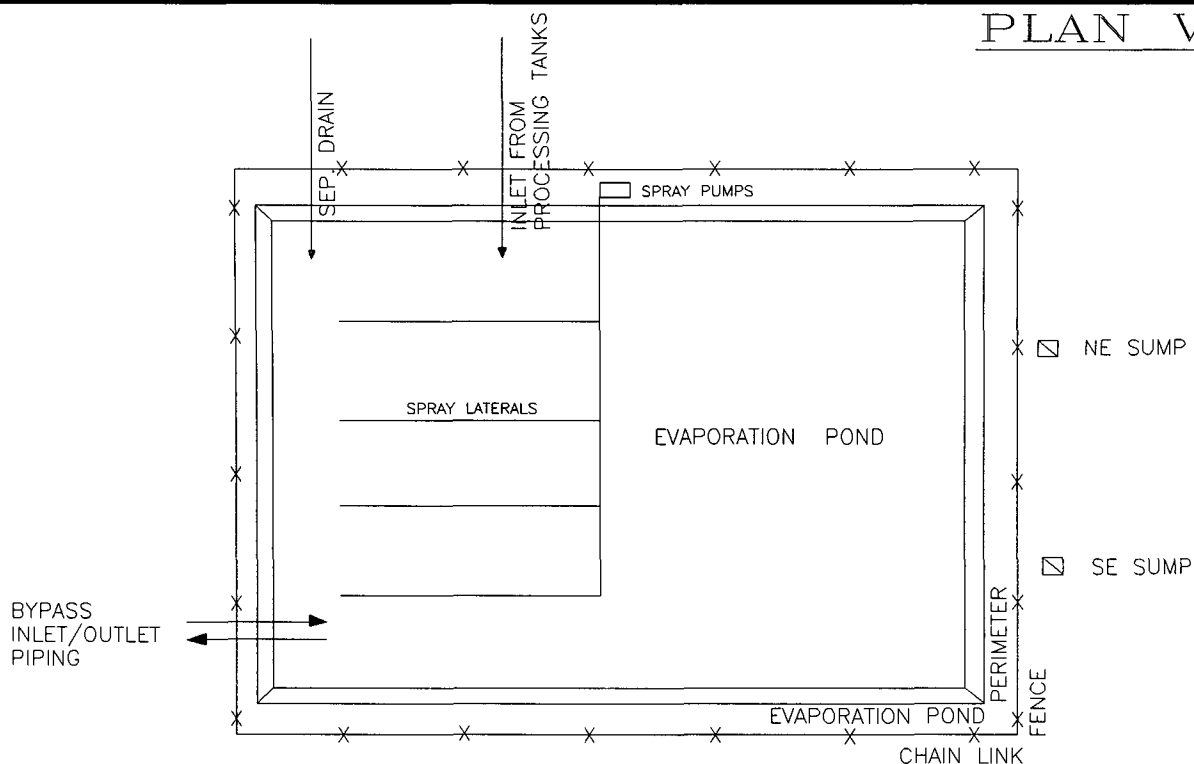 PLAN V
SEP. DRAIN
INLET FROM
PROCESSING TANKS
SPRAY PUMPS
NE SUMP
SPRAY LATERALS
EVAPORATION POND
SE SUMP
BYPASS
INLET/OUTLET
PIPING
PERIMETER
EVAPORATION POND
FENCE
CHAIN LINK